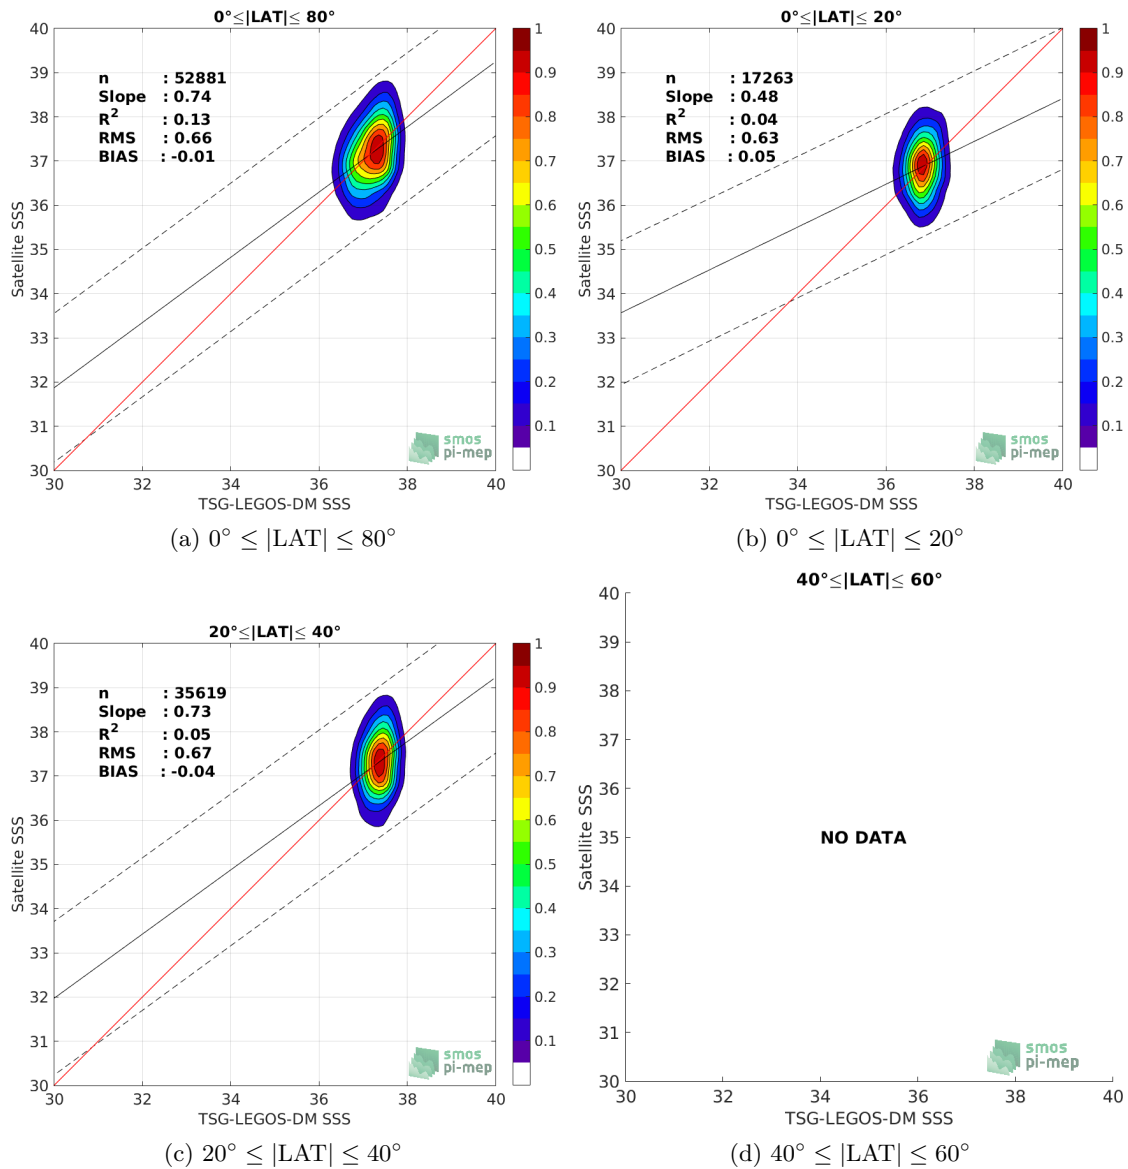 0°≤|LAT|≤ 80°
40
39
38
37
36
35
34
33
32
31
30
Satellite SSS
n : 52881
Slope : 0.74
R2 : 0.13
RMS : 0.66
BIAS : -0.01
smos
pi-mep
30 32 34 36 38 40
TSG-LEGOS-DM SSS
1
0.9
0.8
0.7
0.6
0.5
0.4
0.3
0.2
0.1
(a) 0° ≤ |LAT| ≤ 80°
0°≤|LAT|≤ 20°
40
39
38
37
36
35
34
33
32
31
30
Satellite SSS
n : 17263
Slope : 0.48
R2 : 0.04
RMS : 0.63
BIAS : 0.05
smos
pi-mep
30 32 34 36 38 40
TSG-LEGOS-DM SSS
1
0.9
0.8
0.7
0.6
0.5
0.4
0.3
0.2
0.1
(b) 0° ≤ |LAT| ≤ 20°
20°≤|LAT|≤ 40°
40
39
38
37
36
35
34
33
32
31
30
Satellite SSS
n : 35619
Slope : 0.73
R2 : 0.05
RMS : 0.67
BIAS : -0.04
smos
pi-mep
30 32 34 36 38 40
TSG-LEGOS-DM SSS
1
0.9
0.8
0.7
0.6
0.5
0.4
0.3
0.2
0.1
(c) 20° ≤ |LAT| ≤ 40°
40°≤|LAT|≤ 60°
40
39
38
37
36
35
34
33
32
31
30
Satellite SSS
NO DATA
smos
pi-mep
30 32 34 36 38 40
TSG-LEGOS-DM SSS
(d) 40° ≤ |LAT| ≤ 60°